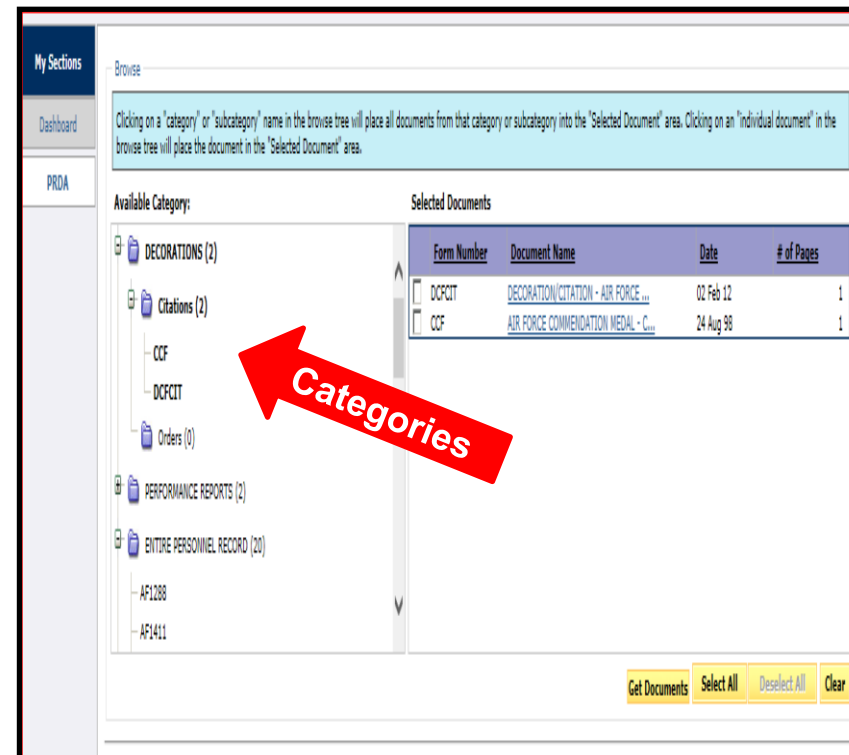 My Sections
Dashboard
PRDA
Browse
Clicking on a "category" or "subcategory" name in the browse tree will place all documents from that category or subcategory into the "Selected Document" area. Clicking on an "individual document" in the
browse tree will place the document in the "Selected Document" area.
Available Category:
Selected Documents
DECORATIONS (2)
Citations (2)
CCF
DCFCIT
Orders (0)
PERFORMANCE REPORTS (2)
ENTIRE PERSONNEL RECORD (20)
AF1288
AF1411
Categories
Form Number Document Name Date # of Pages
DCFCIT DECORATION/CITATION - AIR FORCE ... 02 Feb 12 1
CCF AIR FORCE COMMENDATION MEDAL - C... 24 Aug 98 1
Get Documents Select All Deselect All Clear